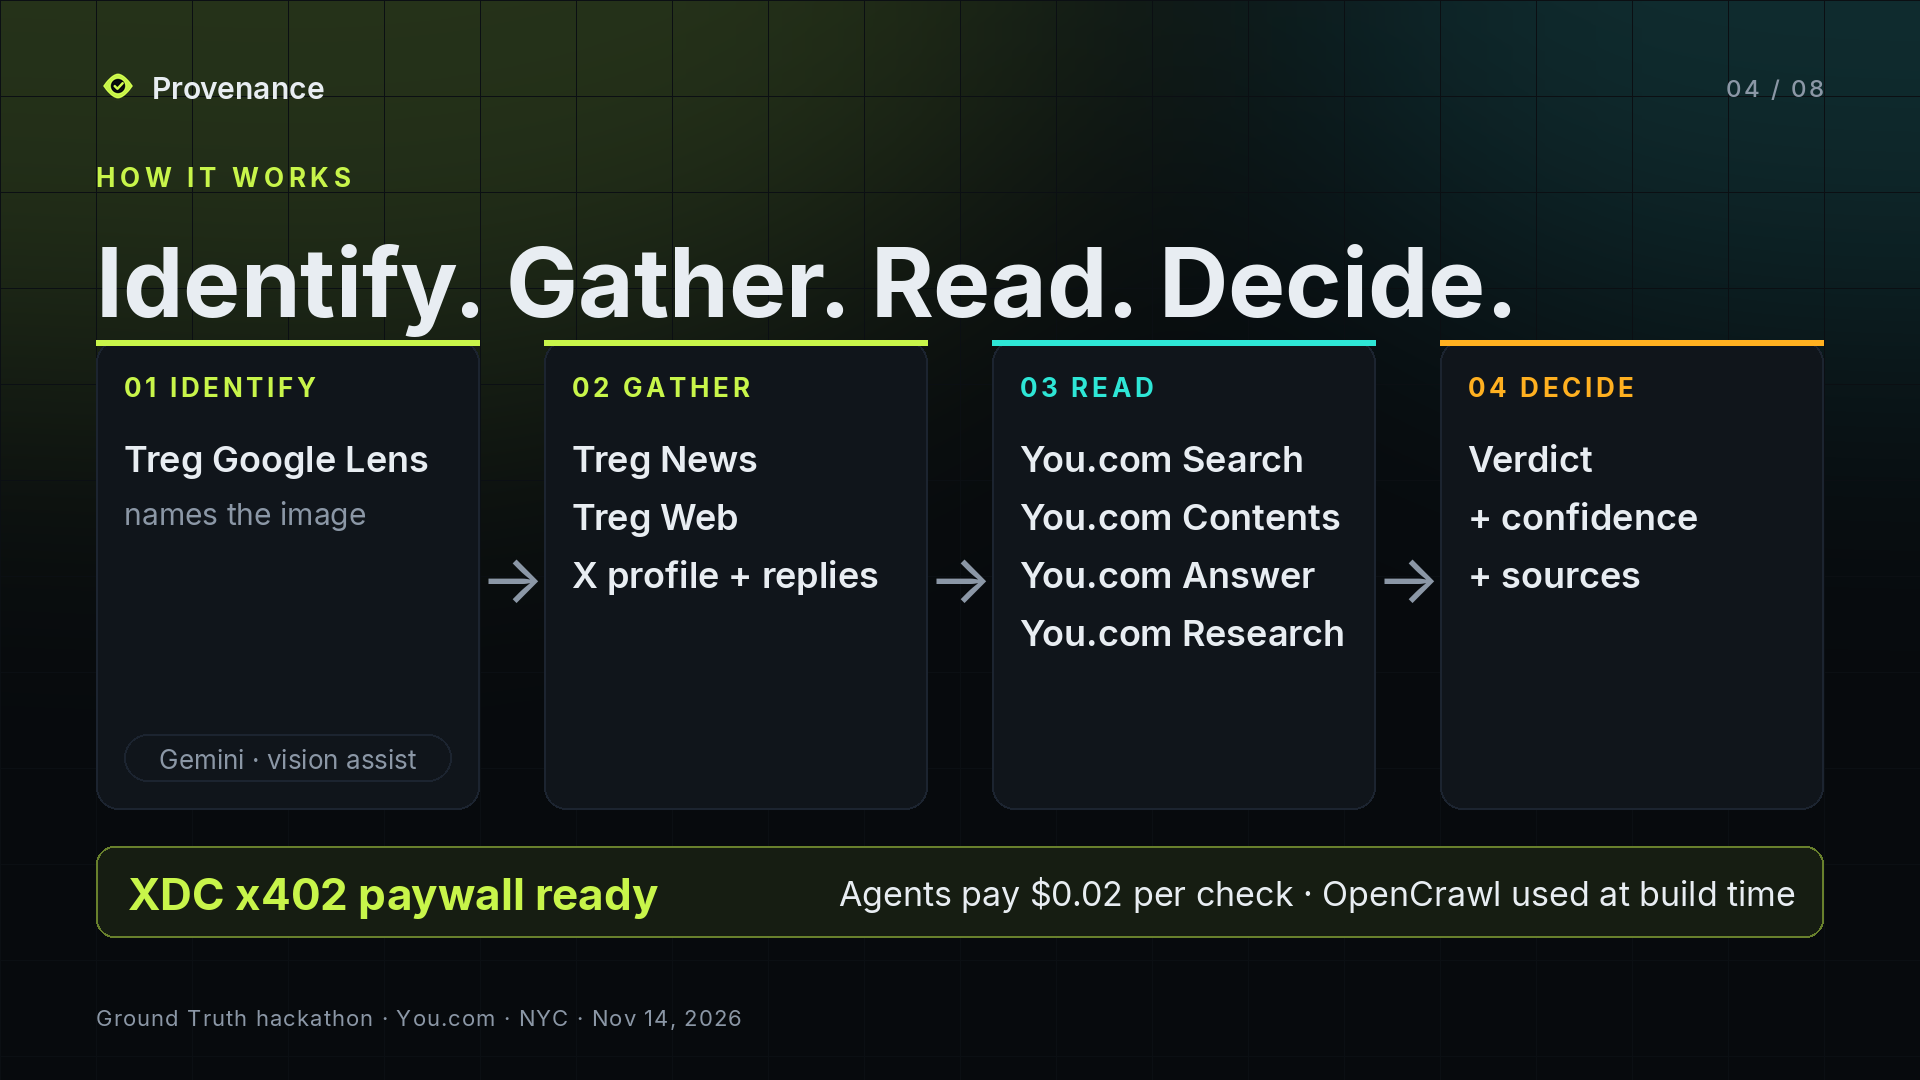 Provenance
04 / 08
HOW IT WORKS
Identify. Gather. Read. Decide.
01 IDENTIFY
Treg Google Lens
names the image
Gemini · vision assist
→
02 GATHER
Treg News
Treg Web
X profile + replies
→
03 READ
You.com Search
You.com Contents
You.com Answer
You.com Research
→
04 DECIDE
Verdict
+ confidence
+ sources
XDC x402 paywall ready
Agents pay $0.02 per check · OpenCrawl used at build time
Ground Truth hackathon · You.com · NYC · Nov 14, 2026